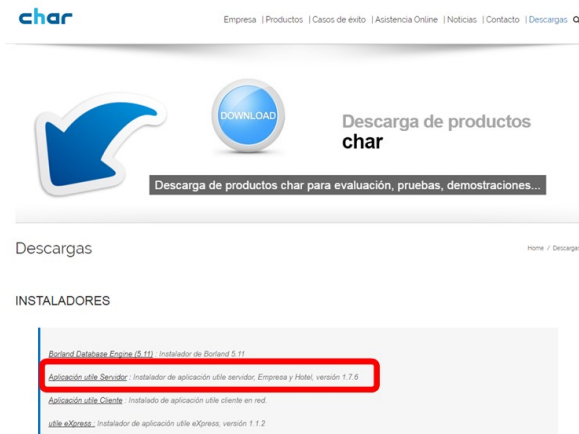 char
Empresa | Productos | Casos de éxito | Asistencia Online | Noticias | Contacto | Descargas
DOWNLOAD
Descarga de productos
char
Descarga de productos char para evaluación, pruebas, demostraciones...
Descargas
Home / Descargas
INSTALADORES
Borland Database Engine (5.11) : Instalador de Borland 5.11
Aplicación utile Servidor : Instalador de aplicación utile servidor, Empresa y Hotel, versión 1.7.6
Aplicación utile Cliente : Instalado de aplicación utile cliente en red.
utile eXpress : Instalador de aplicación utile eXpress, versión 1.1.2